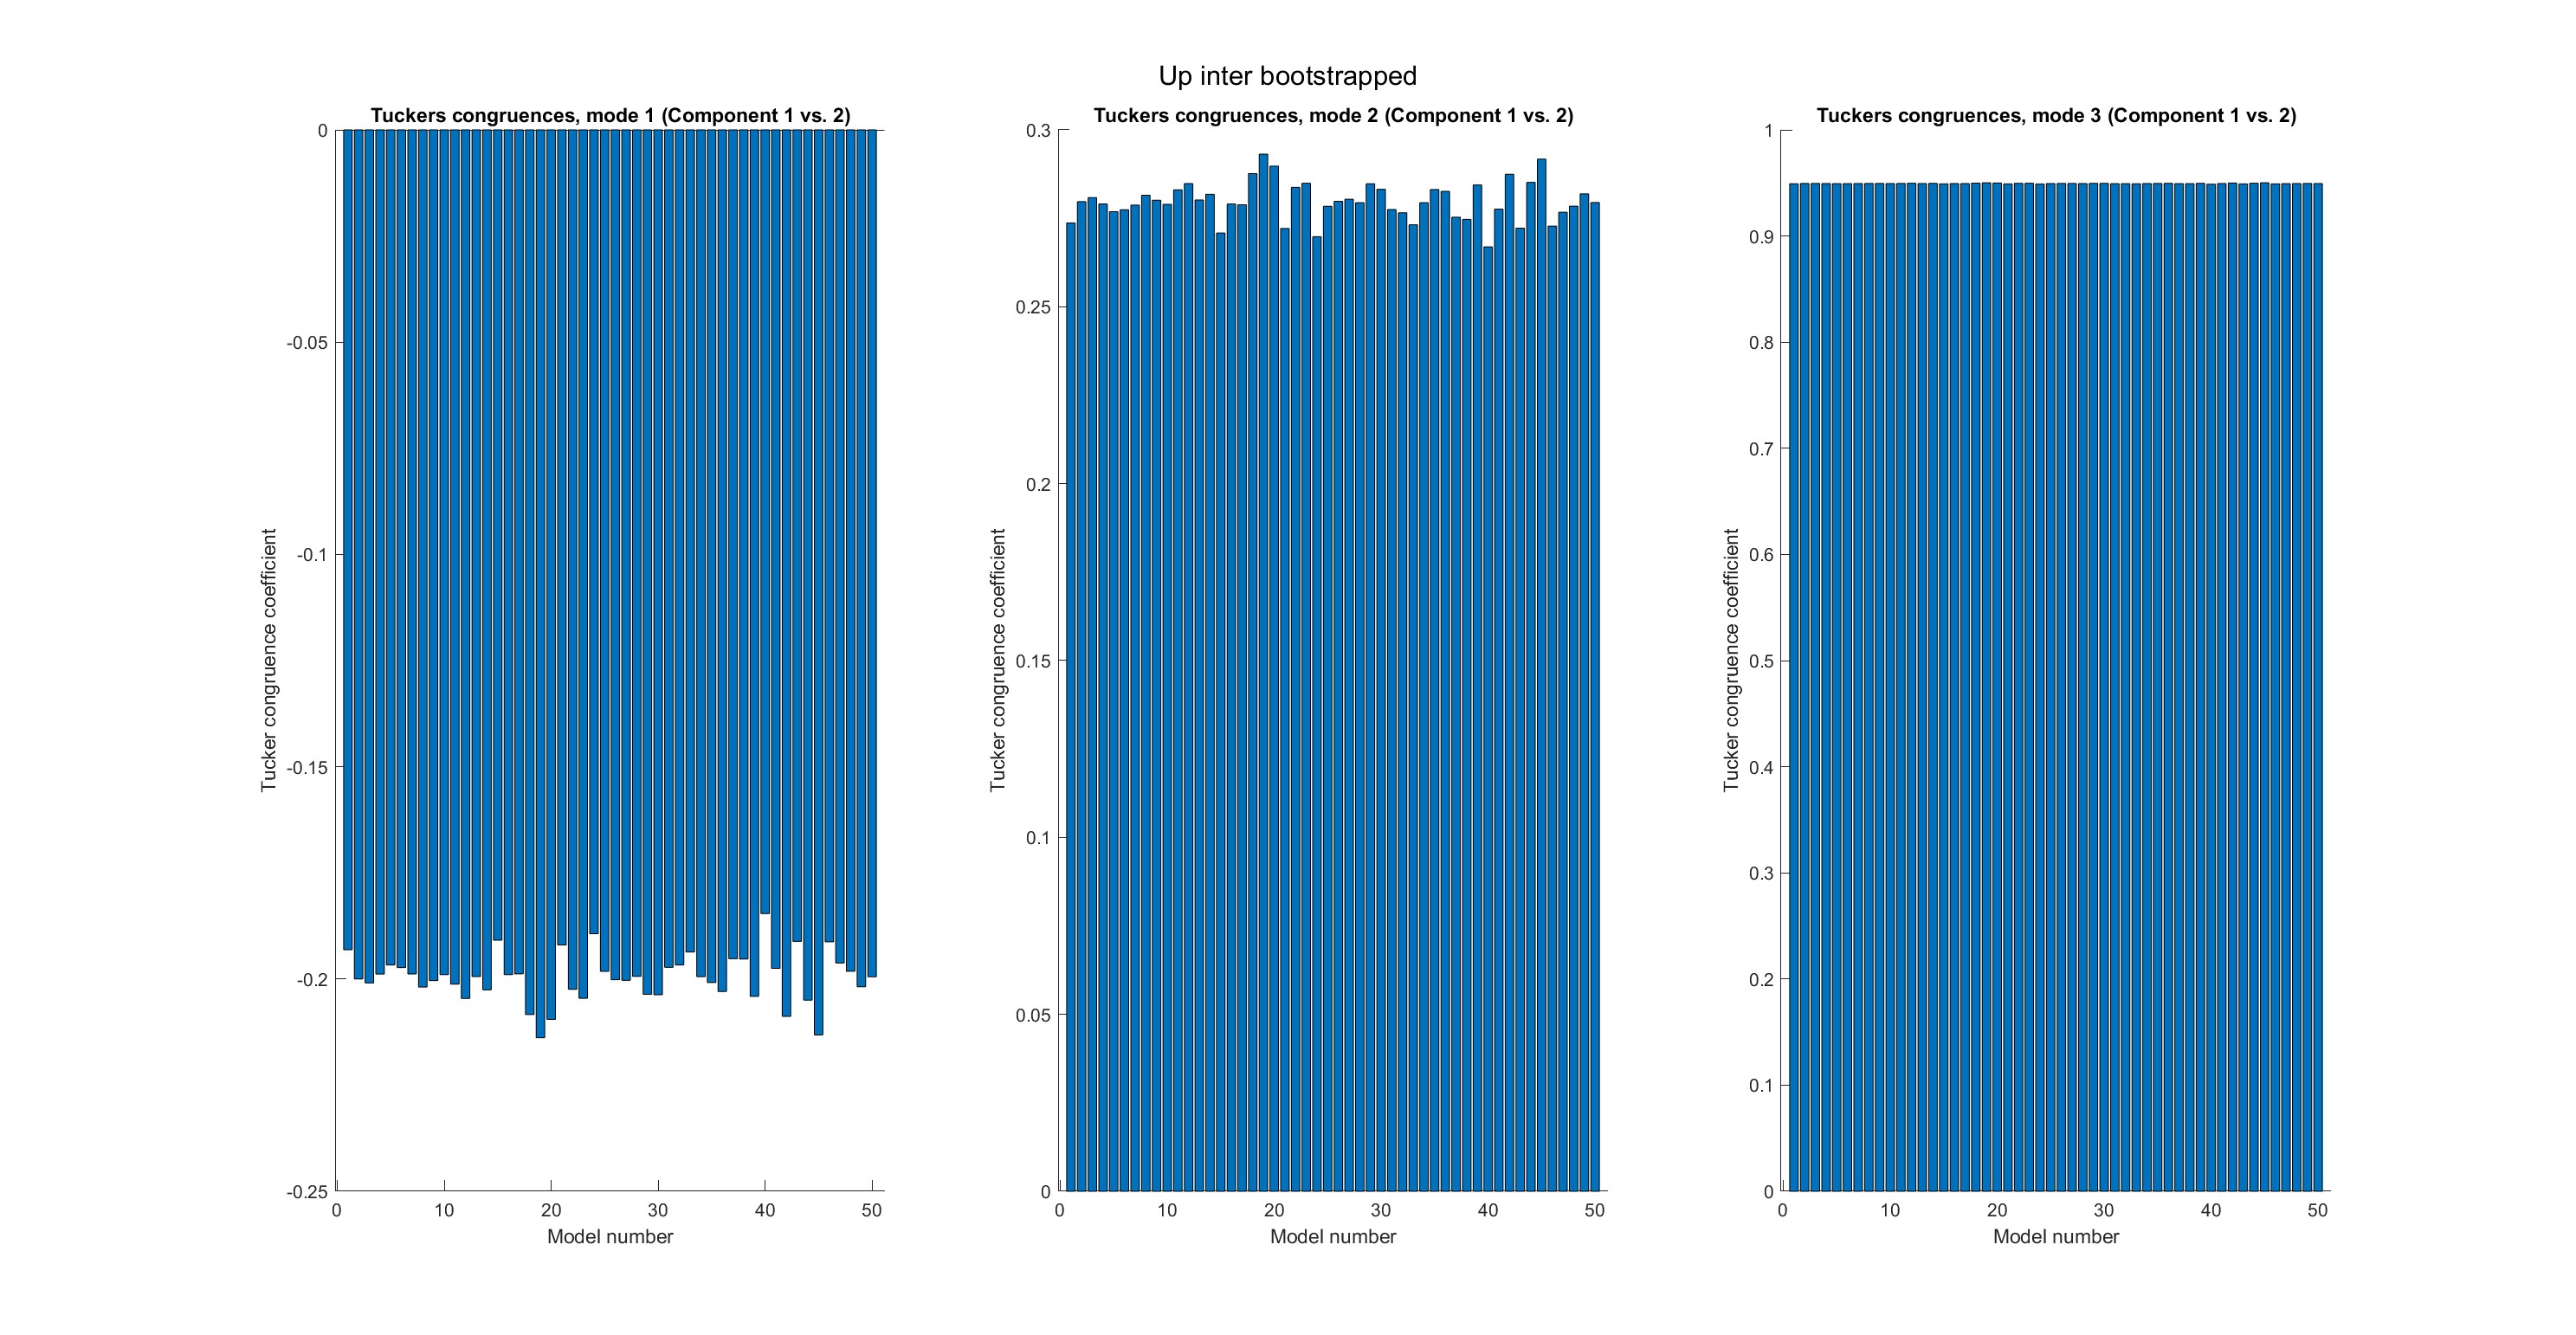 Up inter bootstrapped
Tuckers congruences, mode 1 (Component 1 vs. 2)
0
-0.05
-0.1
-0.15
-0.2
-0.25
Tucker congruence coefficient
0 10 20 30 40 50
Model number
Tuckers congruences, mode 2 (Component 1 vs. 2)
0.3
0.25
0.2
0.15
0.1
0.05
0
Tucker congruence coefficient
0 10 20 30 40 50
Model number
Tuckers congruences, mode 3 (Component 1 vs. 2)
1
0.9
0.8
0.7
0.6
0.5
0.4
0.3
0.2
0.1
0
Tucker congruence coefficient
0 10 20 30 40 50
Model number